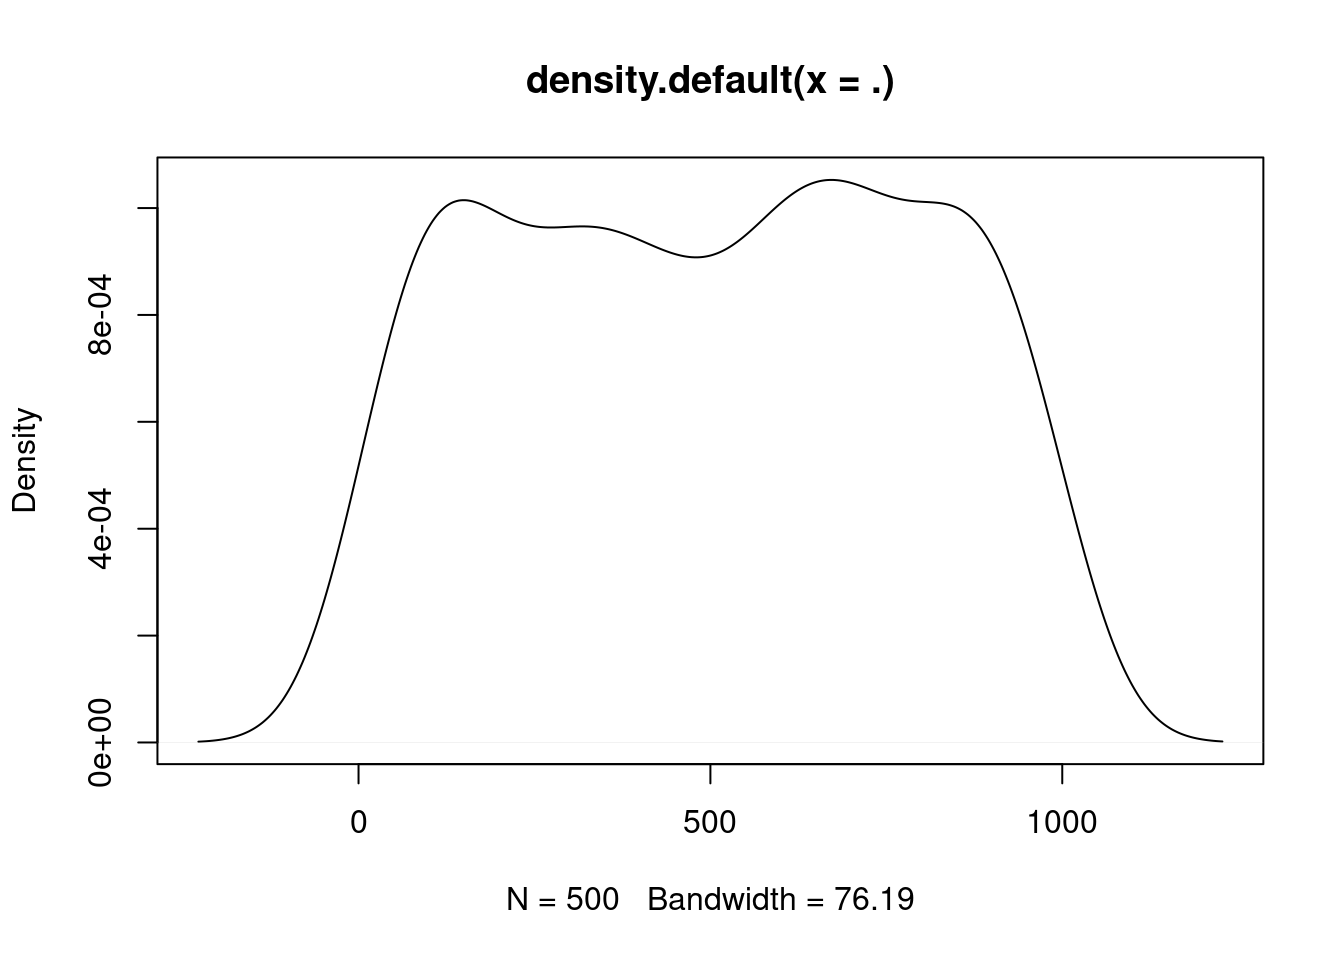 density.default(x = .)
Density
8e-04
4e-04
0e+00
0 500 1000
N = 500 Bandwidth = 76.19